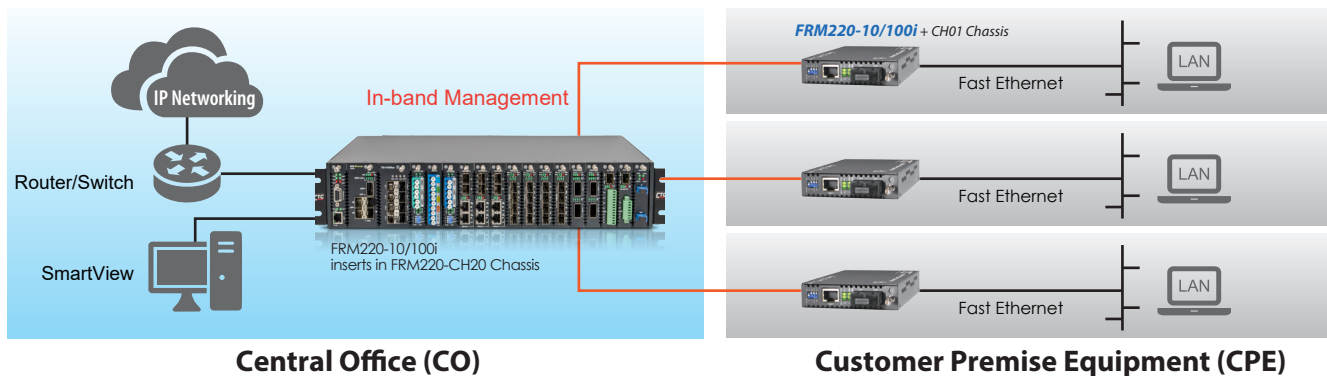 IP Networking
Router/Switch
SmartView
In-band Management
FRM220-10/100i
inserts in FRM220-CH20 Chassis
Central Office (CO)
FRM220-10/100i + CH01 Chassis
Fast Ethernet
LAN
Fast Ethernet
LAN
Fast Ethernet
LAN
Customer Premise Equipment (CPE)